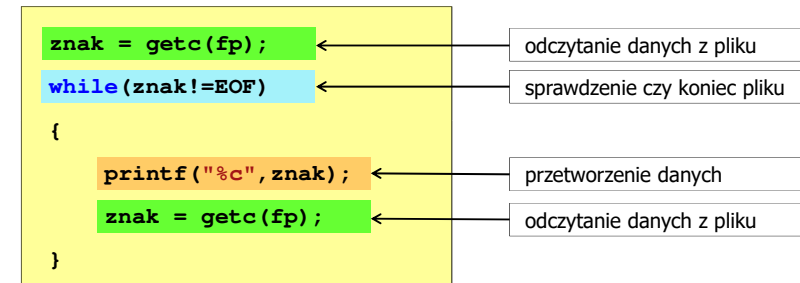 znak = getc(fp);
odczytanie danych z pliku
while(znak!=EOF)
sprawdzenie czy koniec pliku
{
printf("%c",znak);
przetworzenie danych
znak = getc(fp);
odczytanie danych z pliku
}